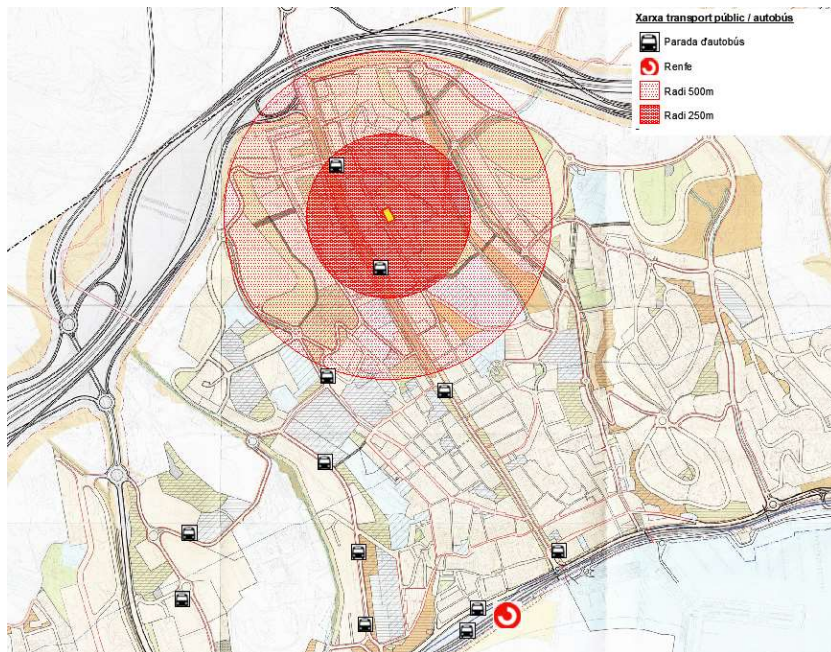 Xarxa transport públic / autobús
Parada d'autobús
Renfe
Radi 500m
Radi 250m